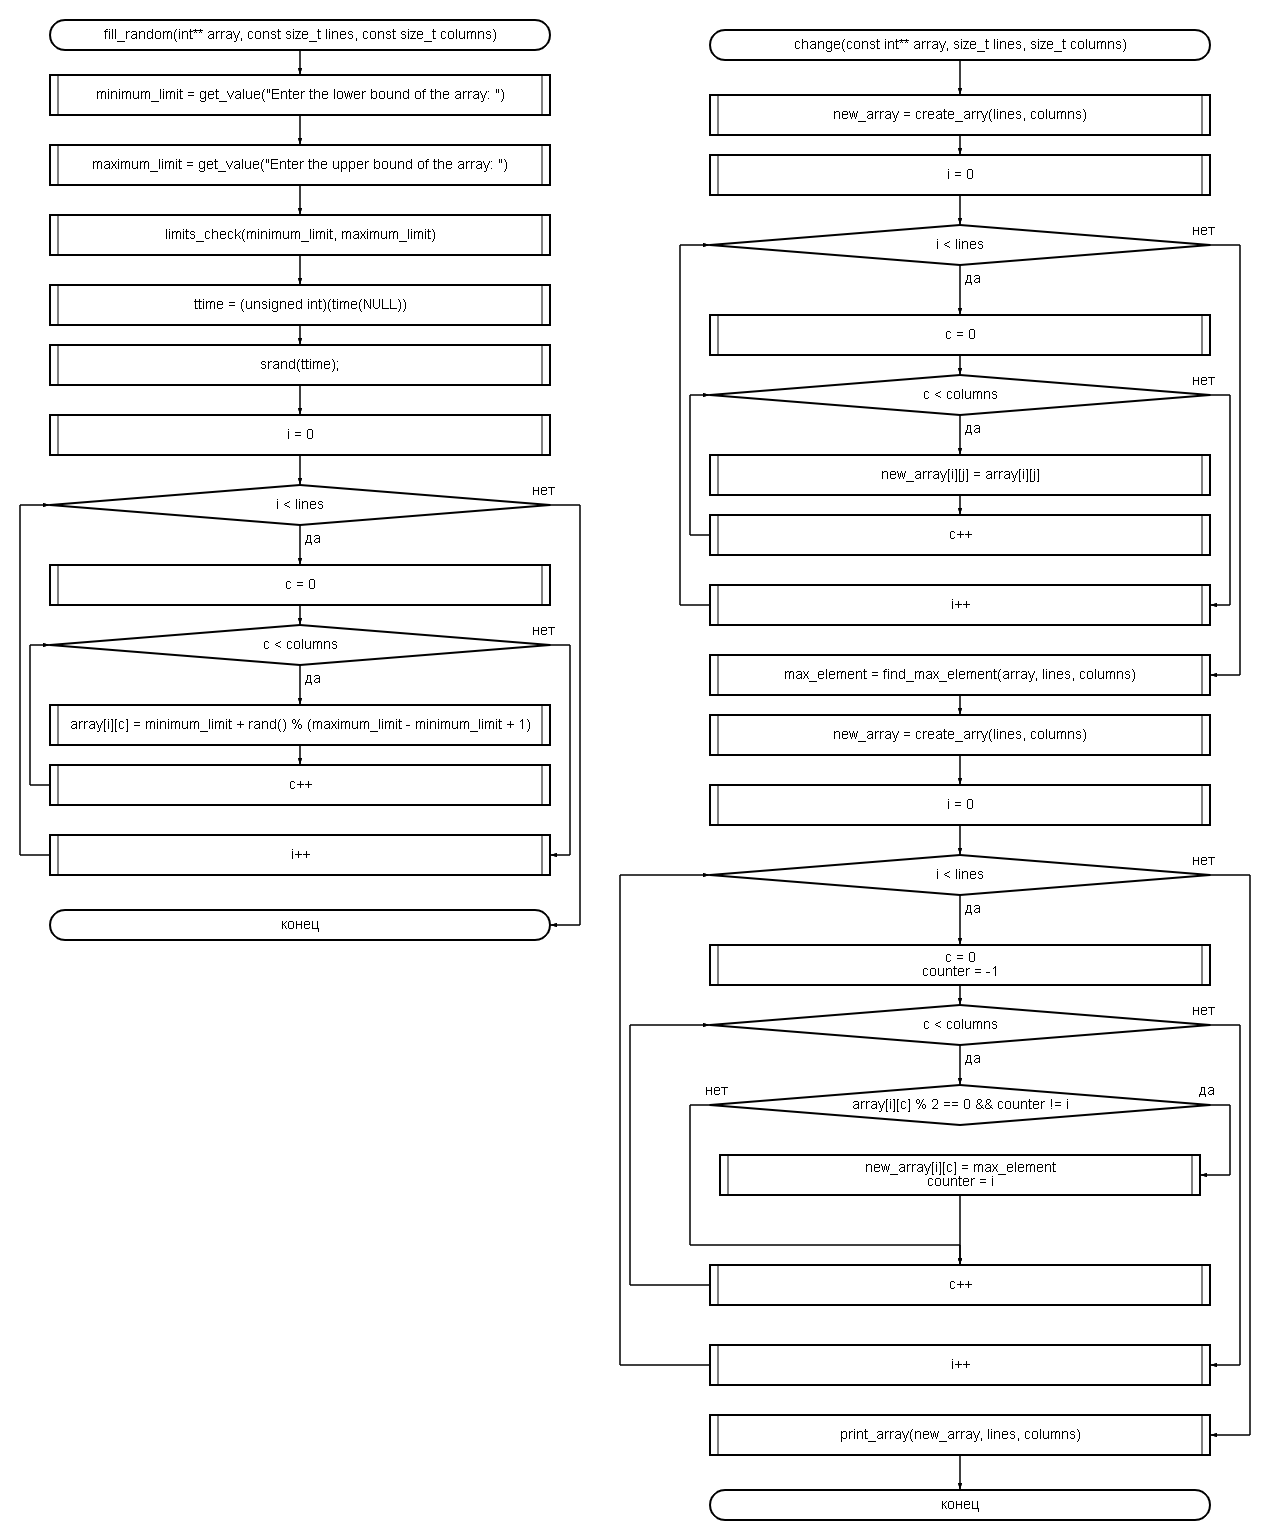 fill_random(int** array, const size_t lines, const size_t columns)
minimum_limit = get_value("Enter the lower bound of the array: ")
maximum_limit = get_value("Enter the upper bound of the array: ")
limits_check(minimum_limit, maximum_limit)
ttime = (unsigned int)(time(NULL))
srand(ttime);
i = 0
нет
i < lines
да
c = 0
нет
c < columns
да
array[i][c] = minimum_limit + rand() % (maximum_limit - minimum_limit + 1)
c++
i++
конец
change(const int** array, size_t lines, size_t columns)
new_array = create_arry(lines, columns)
i = 0
нет
i < lines
да
c = 0
нет
c < columns
да
new_array[i][j] = array[i][j]
c++
i++
max_element = find_max_element(array, lines, columns)
new_array = create_arry(lines, columns)
i = 0
нет
i < lines
да
c = 0
counter = -1
нет
c < columns
да
нет
да
array[i][c] % 2 == 0 && counter != i
new_array[i][c] = max_element
counter = i
c++
i++
print_array(new_array, lines, columns)
конец